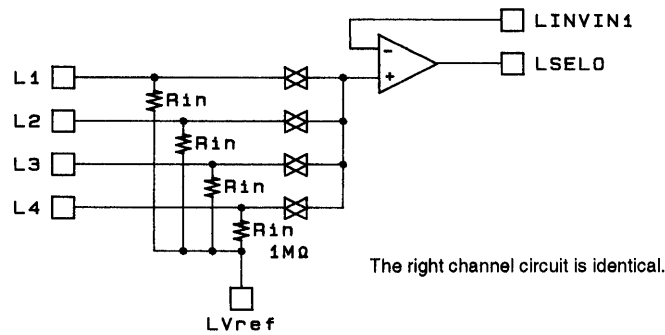 LINVIN1
LSELO
L1
Rin
L2
Rin
L3
Rin
L4
Rin
1MΩ
The right channel circuit is identical.
LVref